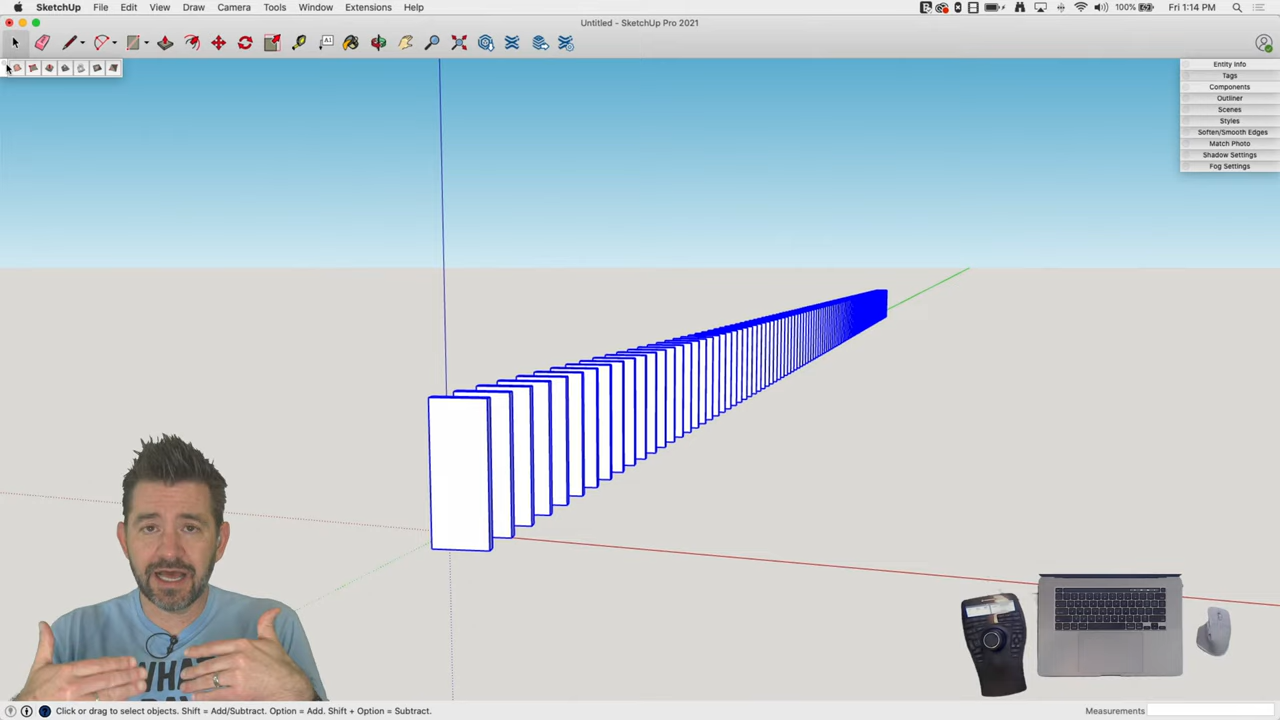 SketchUp File Edit View Draw Camera Tools Window Extensions Help
100% Fri 1:14 PM
Untitled - SketchUp Pro 2021
A1
Entity Info
Tags
Components
Outliner
Scenes
Styles
Soften/Smooth Edges
Match Photo
Shadow Settings
Fog Settings
WHAT
Click or drag to select objects. Shift = Add/Subtract. Option = Add. Shift + Option = Subtract.
Measurements